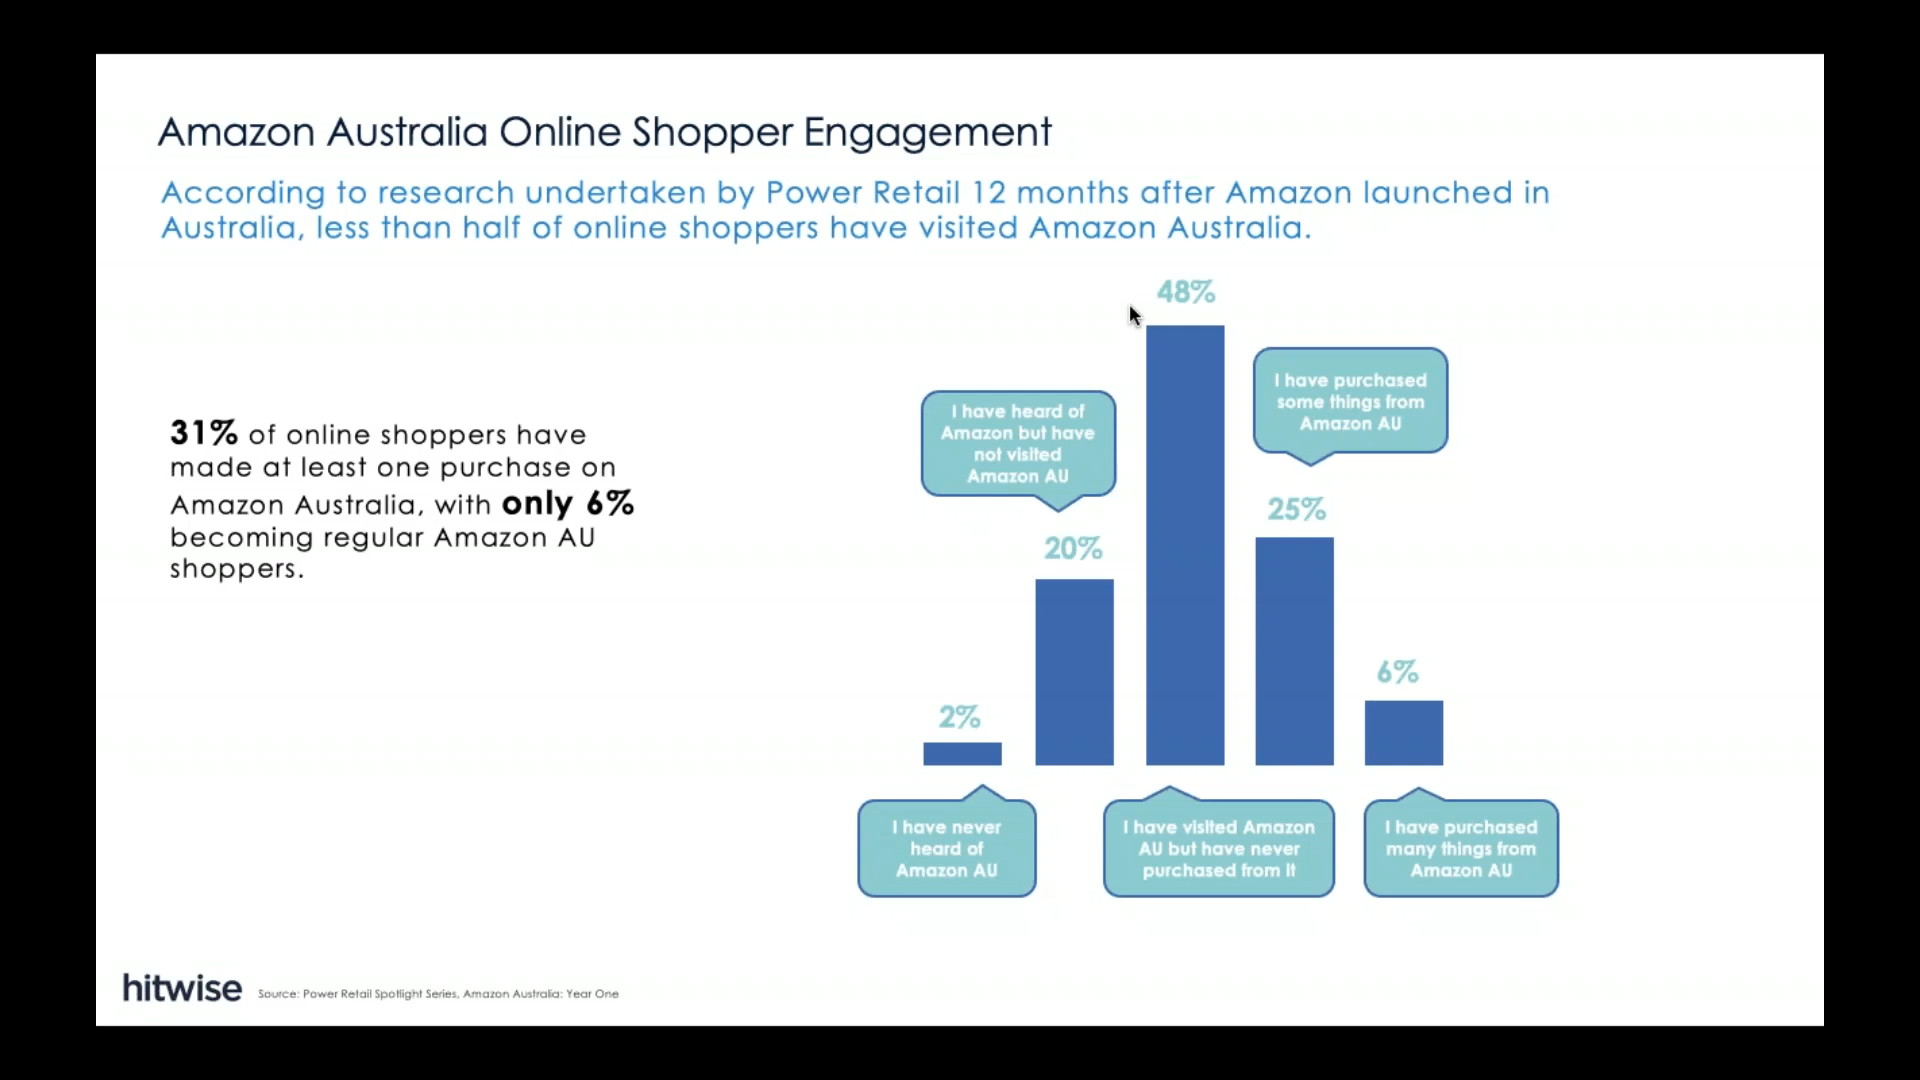 Amazon Australia Online Shopper Engagement
According to research undertaken by Power Retail 12 months after Amazon launched in
Australia, less than half of online shoppers have visited Amazon Australia.
31% of online shoppers have
made at least one purchase on
Amazon Australia, with only 6%
becoming regular Amazon AU
shoppers.
48%
I have purchased
some things from
Amazon AU
I have heard of
Amazon but have
not visited
Amazon AU
25%
20%
6%
2%
I have never
heard of
Amazon AU
I have visited Amazon
AU but have never
purchased from it
I have purchased
many things from
Amazon AU
hitwise
Source: Power Retail Spotlight Series, Amazon Australia: Year One